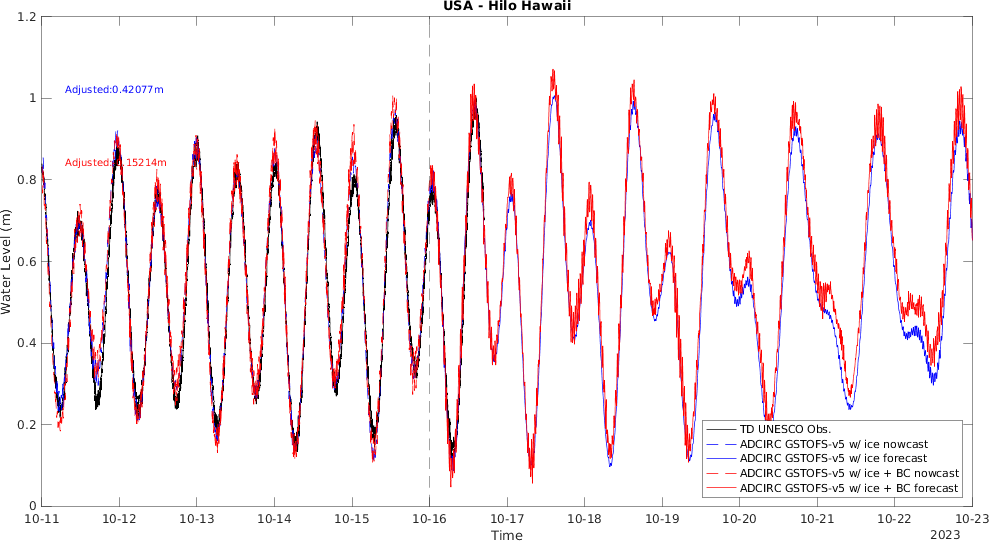 USA - Hilo Hawaii
1.2
1
0.8
0.6
0.4
0.2
0
Water Level (m)
Adjusted:0.42077m
TD UNESCO Obs.
ADCIRC GSTOFS-v5 w/ ice nowcast
ADCIRC GSTOFS-v5 w/ ice forecast
ADCIRC GSTOFS-v5 w/ ice + BC nowcast
ADCIRC GSTOFS-v5 w/ ice + BC forecast
10-11 10-12 10-13 10-14 10-15 10-16 10-17 10-18 10-19 10-20 10-21 10-22 10-23
Time
2023